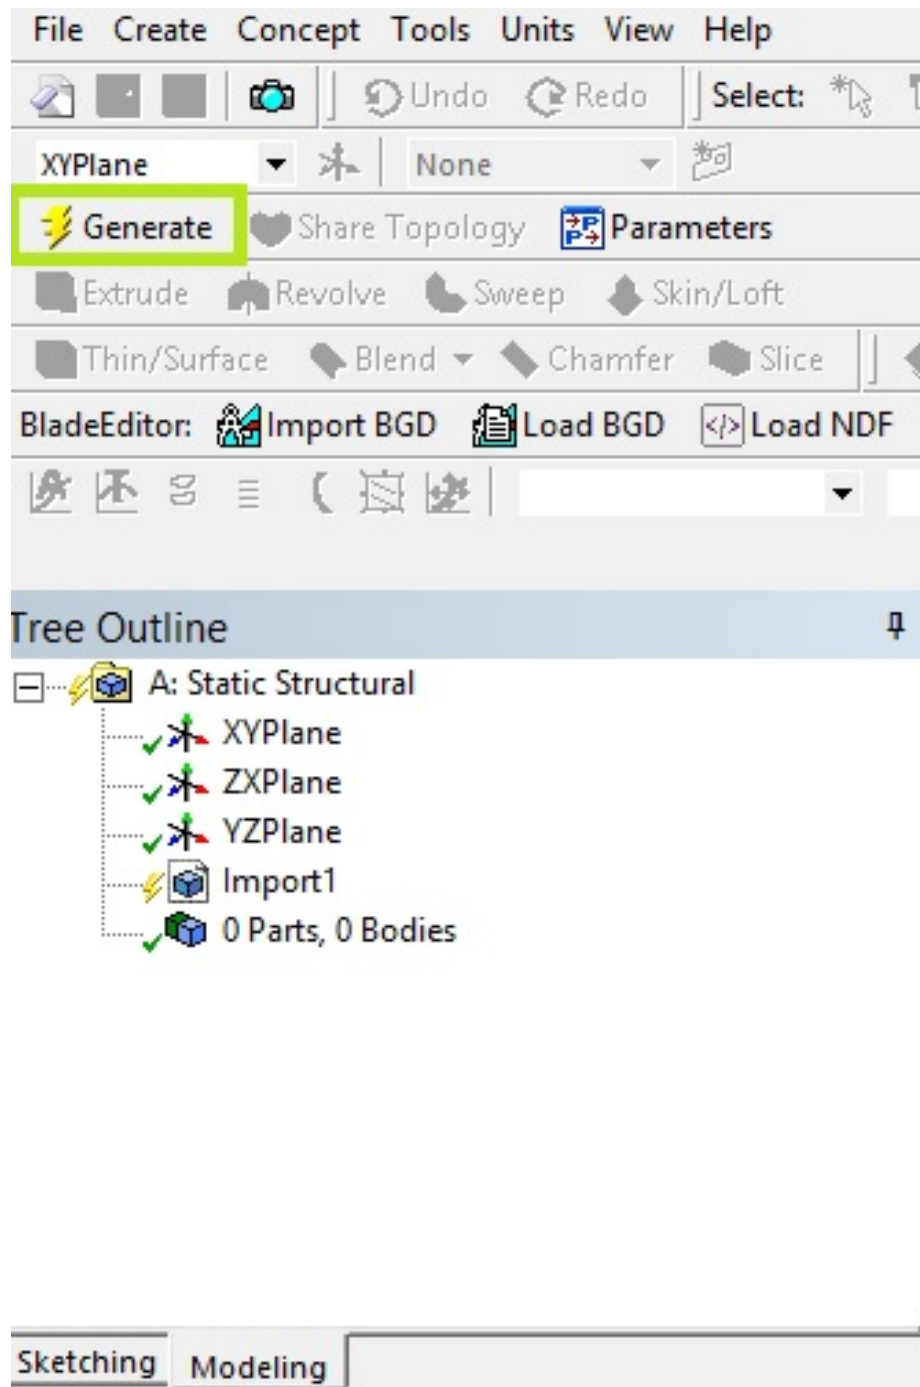 File Create Concept Tools Units View Help
Undo Redo Select:
XYPlane None
Generate Share Topology Parameters
Extrude Revolve Sweep Skin/Loft
Thin/Surface Blend Chamfer Slice
BladeEditor: Import BGD Load BGD Load NDF
Tree Outline
A: Static Structural
XYPlane
ZXPlane
YZPlane
Import1
0 Parts, 0 Bodies
Sketching Modeling